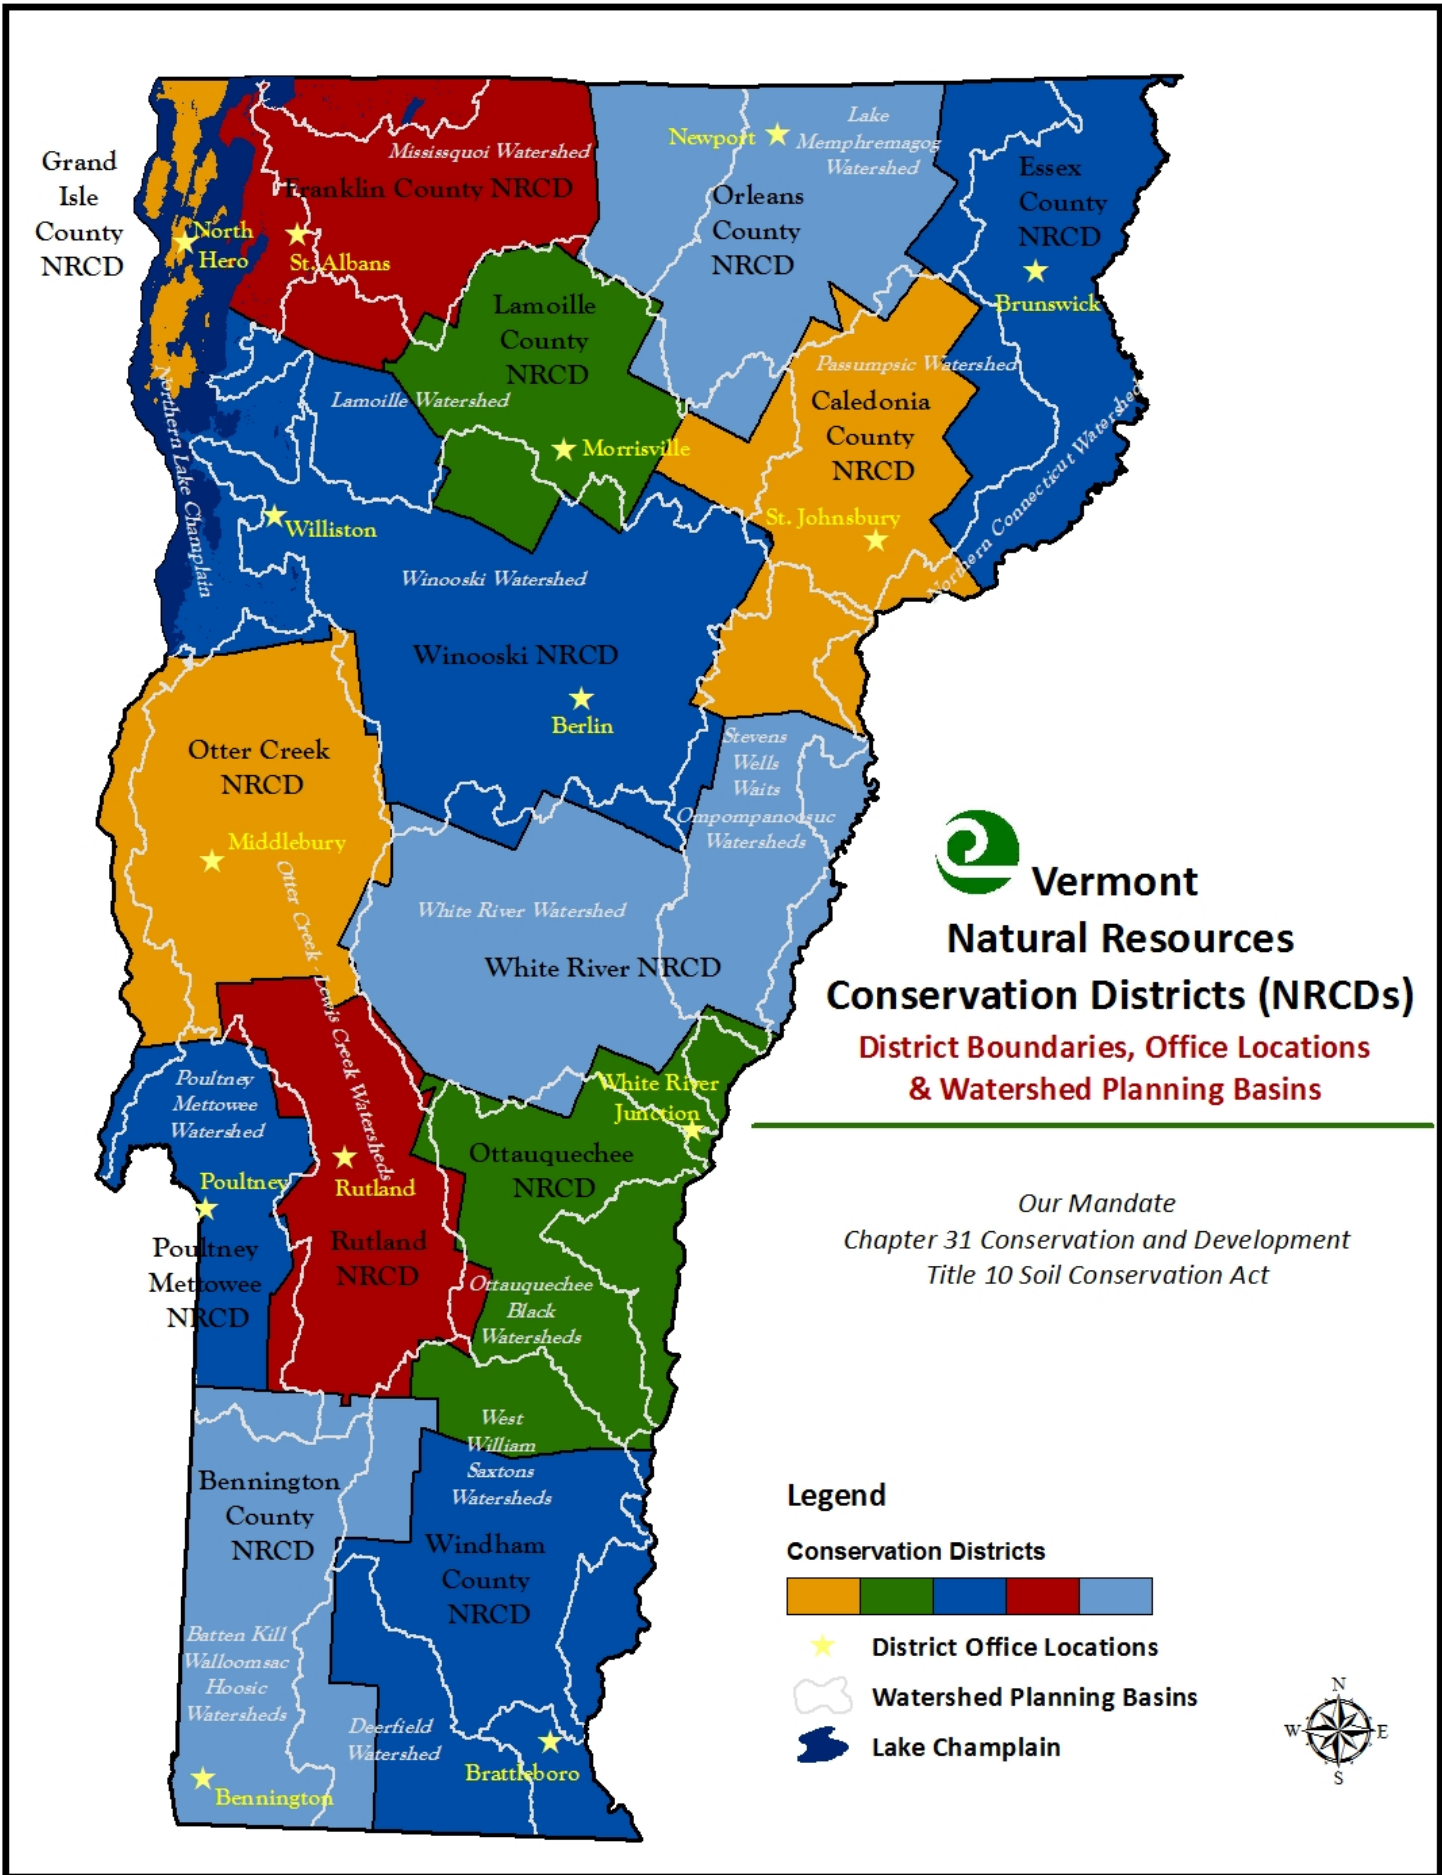 Grand
Isle
County
NRCD
North
Hero
Mississquoi Watershed
Franklin County NRCD
St. Albans
Newport
Lake
Memphremagog
Watershed
Orleans
County
NRCD
Essex
County
NRCD
Brunswick
Lamoille
County
NRCD
Lamoille Watershed
Morrisville
Passumpsic Watershed
Caledonia
County
NRCD
St. Johnsbury
Northern Connecticut Watershed
Northern Lake Champlain
Williston
Winooski Watershed
Winooski NRCD
Berlin
Otter Creek
NRCD
Middlebury
Otter Creek - Lewis Creek Watersheds
Stevens
Wells
Waits
Ompompanoosuc
Watersheds
White River Watershed
White River NRCD
Vermont
Natural Resources
Conservation Districts (NRCDs)
District Boundaries, Office Locations
& Watershed Planning Basins
Our Mandate
Chapter 31 Conservation and Development
Title 10 Soil Conservation Act
Poultney
Mettowee
Watershed
Poultney
Poultney
Mettowee
NRCD
Rutland
Rutland
NRCD
White River
Junction
Ottauquechee
NRCD
Ottauquechee
Black
Watersheds
West
William
Saxtons
Watersheds
Bennington
County
NRCD
Windham
County
NRCD
Batten Kill
Walloomsac
Hoosic
Watersheds
Deerfield
Watershed
Brattleboro
Bennington
Legend
Conservation Districts
District Office Locations
Watershed Planning Basins
Lake Champlain
N
W
E
S